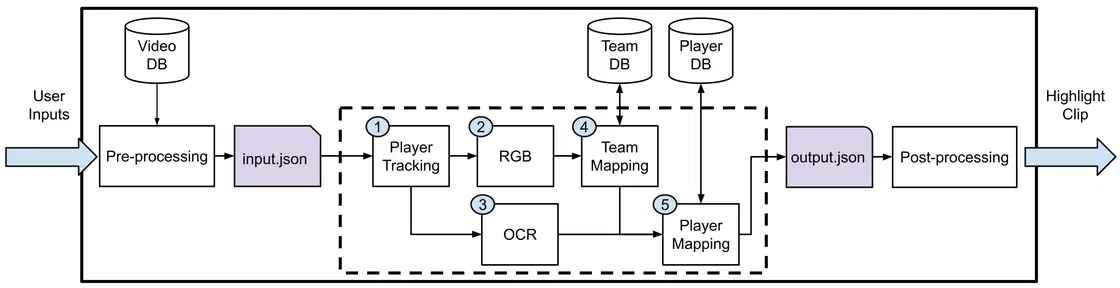 User
Inputs
Video
DB
Pre-processing
input.json
1
Player
Tracking
2
RGB
3
OCR
4
Team
Mapping
Team
DB
Player
DB
5
Player
Mapping
output.json
Post-processing
Highlight
Clip